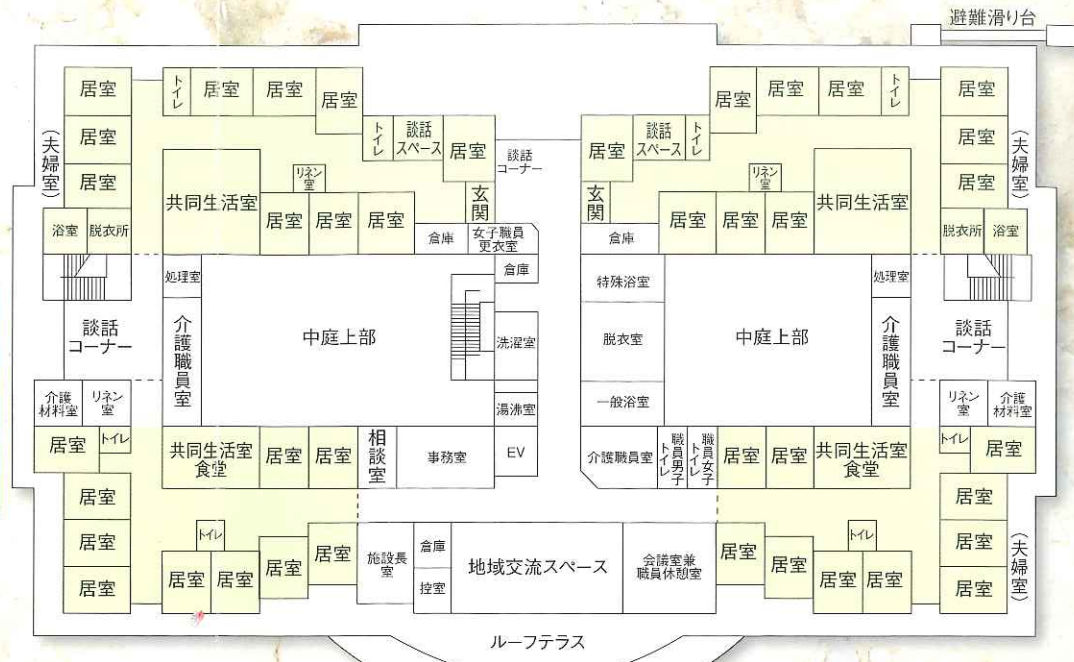 避難滑り台
居室
トイレ
居室
居室
居室
居室
居室
居室
トイレ
居室
居室
トイレ
談話
スペース
居室
談話
コーナー
居室
談話
スペース
トイレ
居室
(夫婦室)
居室
共同生活室
リネン
室
居室
居室
居室
玄関
玄関
居室
リネン
室
居室
居室
共同生活室
居室
(夫婦室)
浴室
脱衣所
倉庫
女子職員
更衣室
倉庫
脱衣所
浴室
処理室
倉庫
特殊浴室
処理室
談話
コーナー
介護職員室
中庭上部
洗濯室
脱衣室
中庭上部
介護職員室
談話
コーナー
介護
材料室
リネン
室
湯沸室
一般浴室
リネン
室
介護
材料室
居室
トイレ
共同生活室
食堂
居室
居室
相談室
事務室
EV
介護職員室
職員男子
トイレ
職員女子
トイレ
居室
居室
共同生活室
食堂
トイレ
居室
居室
居室
居室
トイレ
居室
居室
居室
居室
施設長
室
倉庫
控室
地域交流スペース
会議室兼
職員休憩室
居室
居室
トイレ
居室
居室
居室
居室
居室
(夫婦室)
ルーフテラス